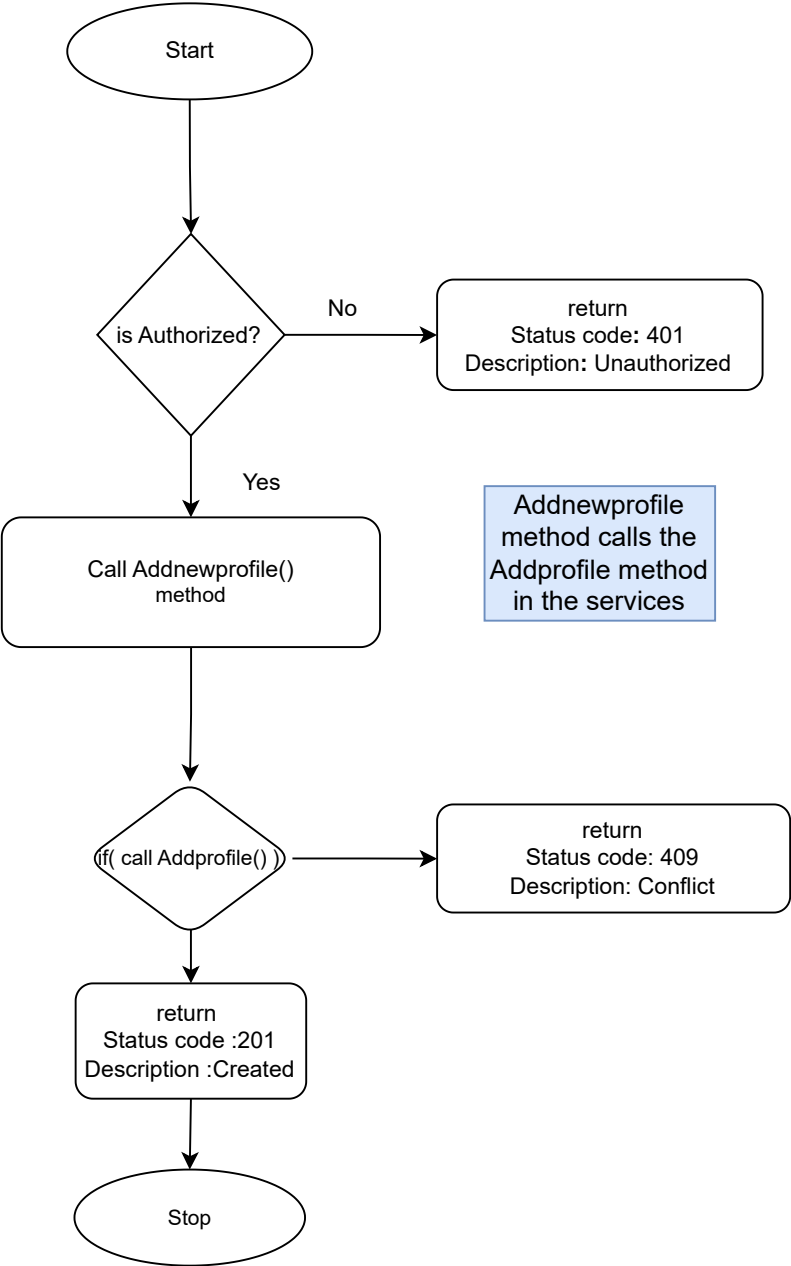 Start
is Authorized?
No
return
Status code: 401
Description: Unauthorized
Yes
Call Addnewprofile()
method
Addnewprofile
method calls the
Addprofile method
in the services
if( call Addprofile() )
return
Status code: 409
Description: Conflict
return
Status code :201
Description :Created
Stop